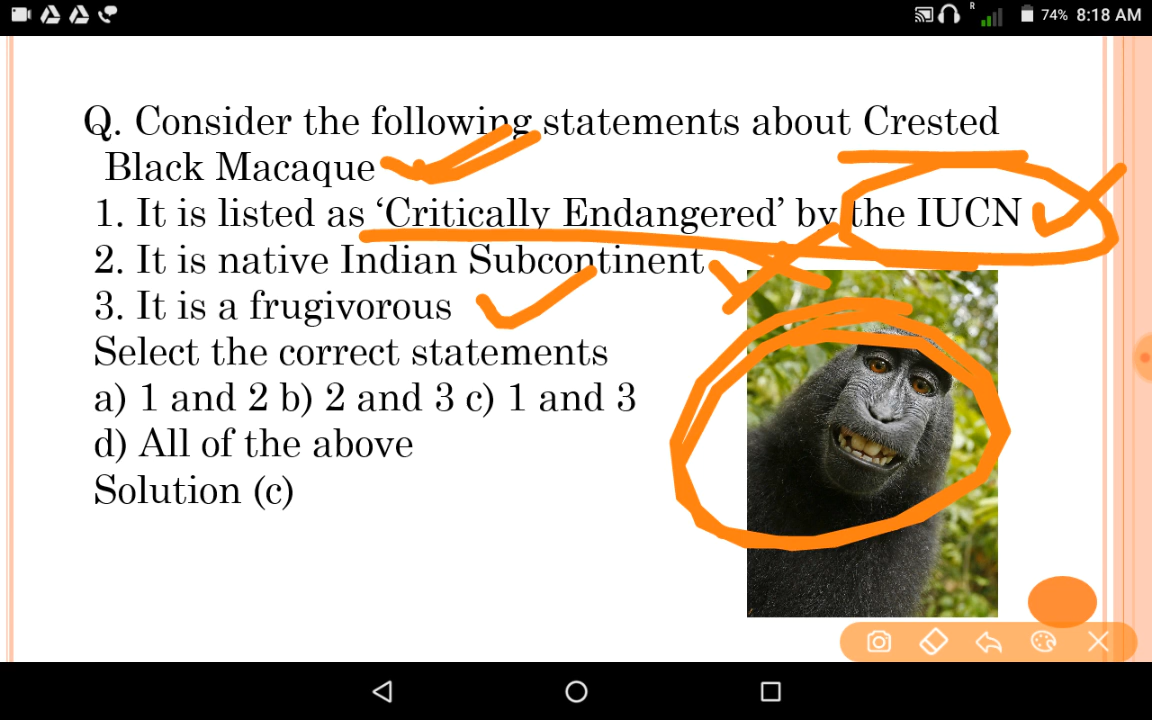 R 74% 8:18 AM
Q. Consider the following statements about Crested
Black Macaque
1. It is listed as ‘Critically Endangered’ by the IUCN
2. It is native Indian Subcontinent
3. It is a frugivorous
Select the correct statements
a) 1 and 2 b) 2 and 3 c) 1 and 3
d) All of the above
Solution (c)